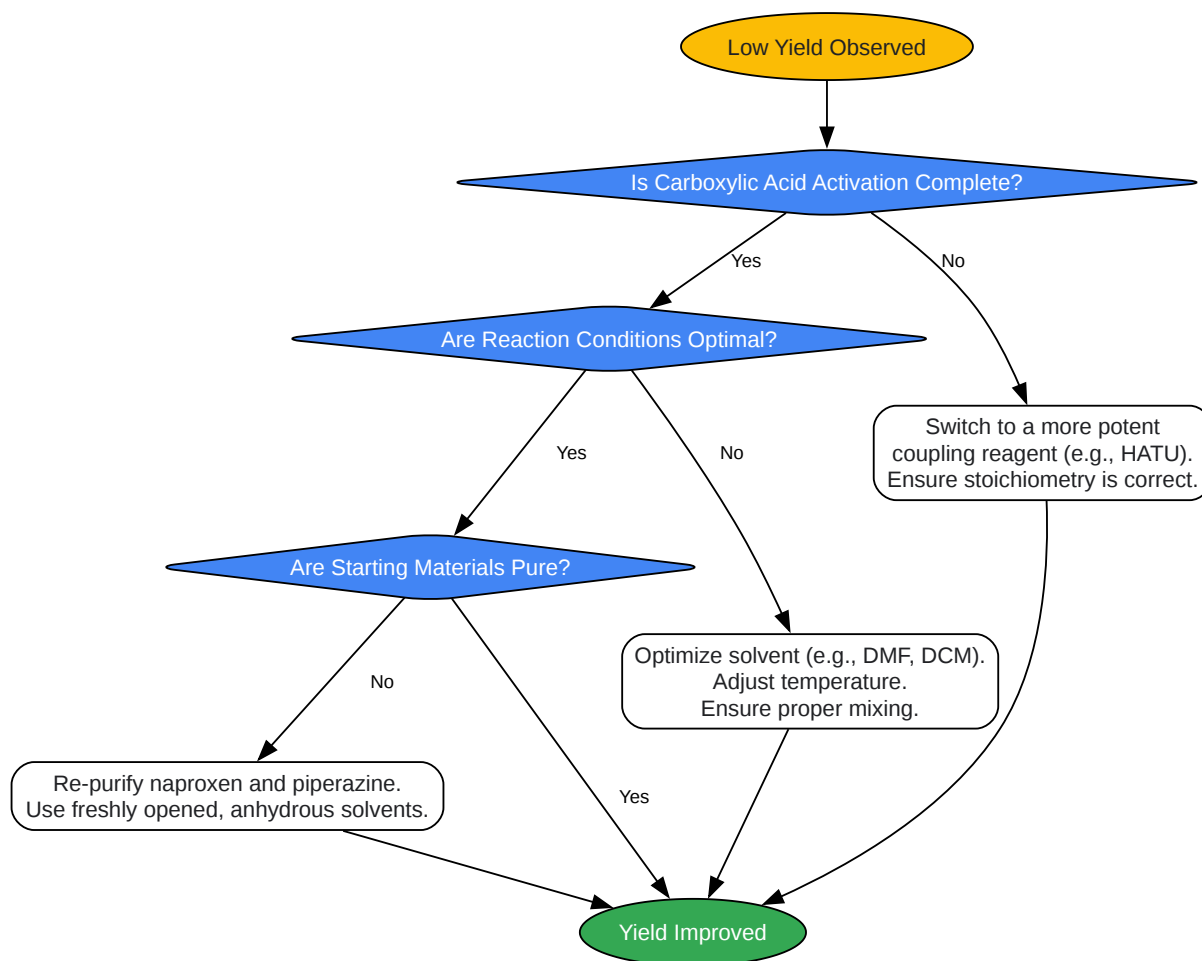 Low Yield Observed
Is Carboxylic Acid Activation Complete?
Yes
No
Are Reaction Conditions Optimal?
Switch to a more potent
coupling reagent (e.g., HATU).
Ensure stoichiometry is correct.
Yes
No
Are Starting Materials Pure?
Optimize solvent (e.g., DMF, DCM).
Adjust temperature.
Ensure proper mixing.
No
Yes
Re-purify naproxen and piperazine.
Use freshly opened, anhydrous solvents.
Yield Improved